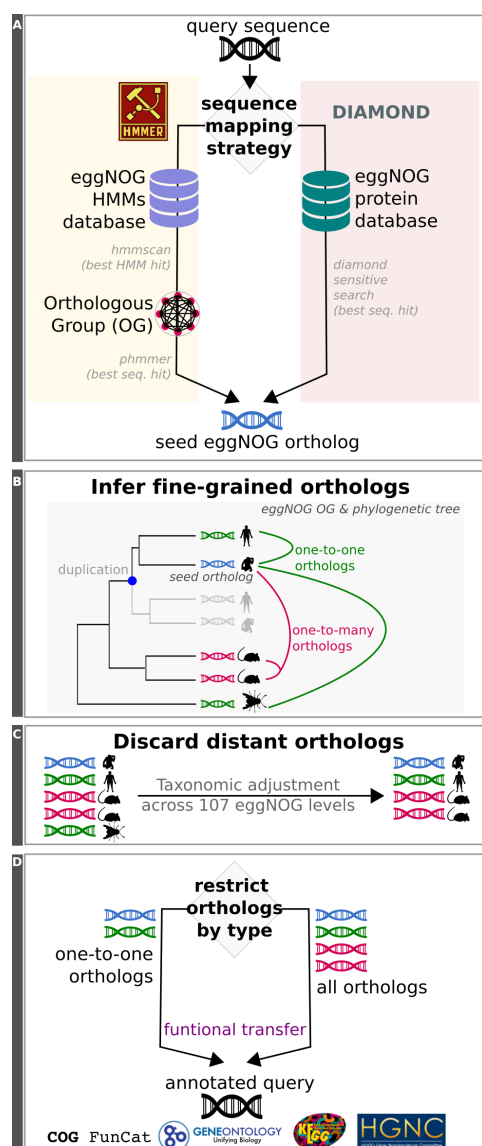 A
query sequence
HMMER
sequence
mapping
strategy
DIAMOND
eggNOG
HMMs
database
eggNOG
protein
database
hmmscan
(best HMM hit)
diamond
sensitive
search
(best seq. hit)
Orthologous
Group (OG)
phmmer
(best seq. hit)
seed eggNOG ortholog
B
Infer fine-grained orthologs
eggNOG OG & phylogenetic tree
one-to-one
orthologs
duplication
seed ortholog
one-to-many
orthologs
C
Discard distant orthologs
Taxonomic adjustment
across 107 eggNOG levels
D
restrict
orthologs
by type
one-to-one
orthologs
all orthologs
funtional transfer
annotated query
COG FunCat
GENEONTOLOGY
Unifying Biology
KEGG
HGNC